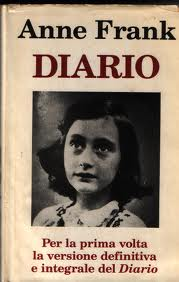 Anne Frank
DIARIO
Per la prima volta
la versione definitiva
e integrale del Diario